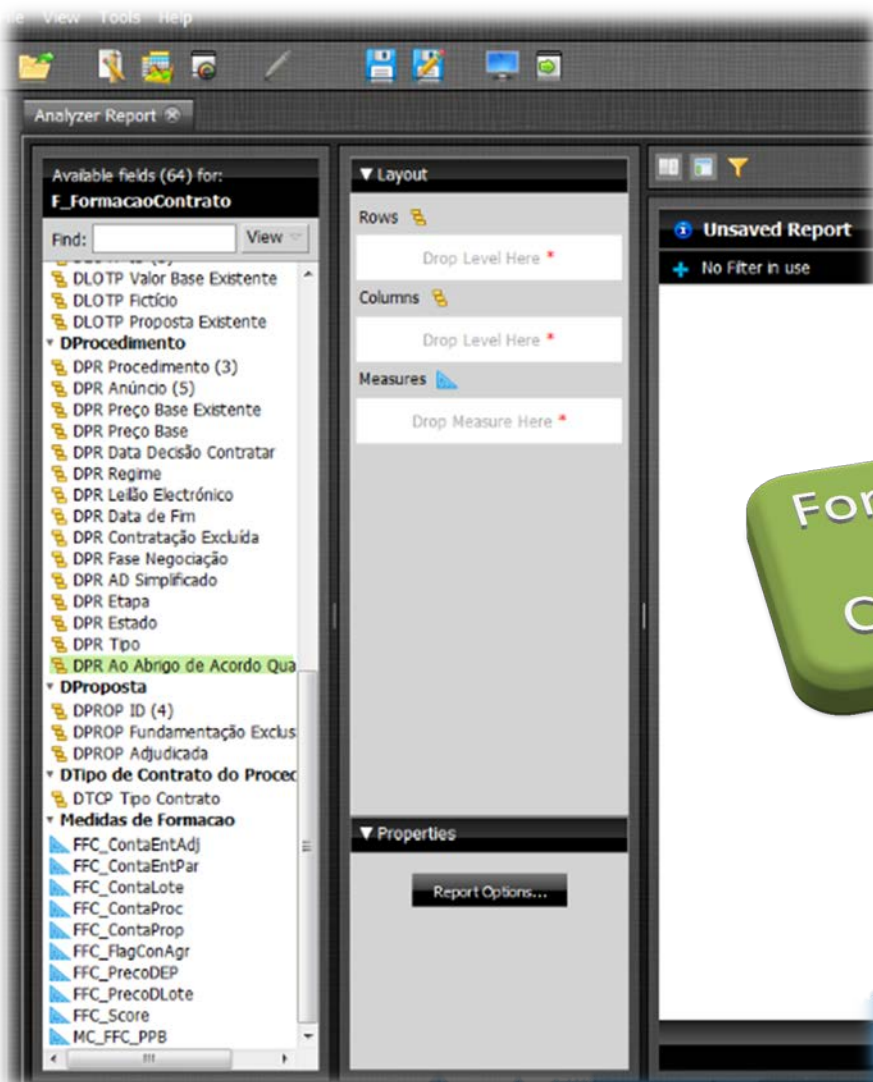 View Tools Help
Analyzer Report
Available fields (64) for:
F_FormacaoContrato
Find:
View
DLOTP Valor Base Existente
DLOTP Fictício
DLOTP Proposta Existente
DProcedimento
DPR Procedimento (3)
DPR Anúncio (5)
DPR Preço Base Existente
DPR Preço Base
DPR Data Decisão Contratar
DPR Regime
DPR Leilão Electrónico
DPR Data de Fim
DPR Contratação Excluída
DPR Fase Negociação
DPR AD Simplificado
DPR Etapa
DPR Estado
DPR Tipo
DPR Ao Abrigo de Acordo Qua
DProposta
DPROP ID (4)
DPROP Fundamentação Exclus
DPROP Adjudicada
DTipo de Contrato do Proced
DTCP Tipo Contrato
Medidas de Formacao
FFC_ContaEntAdj
FFC_ContaEntPar
FFC_ContaLote
FFC_ContaProc
FFC_ContaProp
FFC_FlagConAgr
FFC_PrecoDEP
FFC_PrecoDLote
FFC_Score
MC_FFC_PPB
Layout
Rows
Drop Level Here *
Columns
Drop Level Here *
Measures
Drop Measure Here *
Properties
Report Options...
Unsaved Report
No Filter in use
For